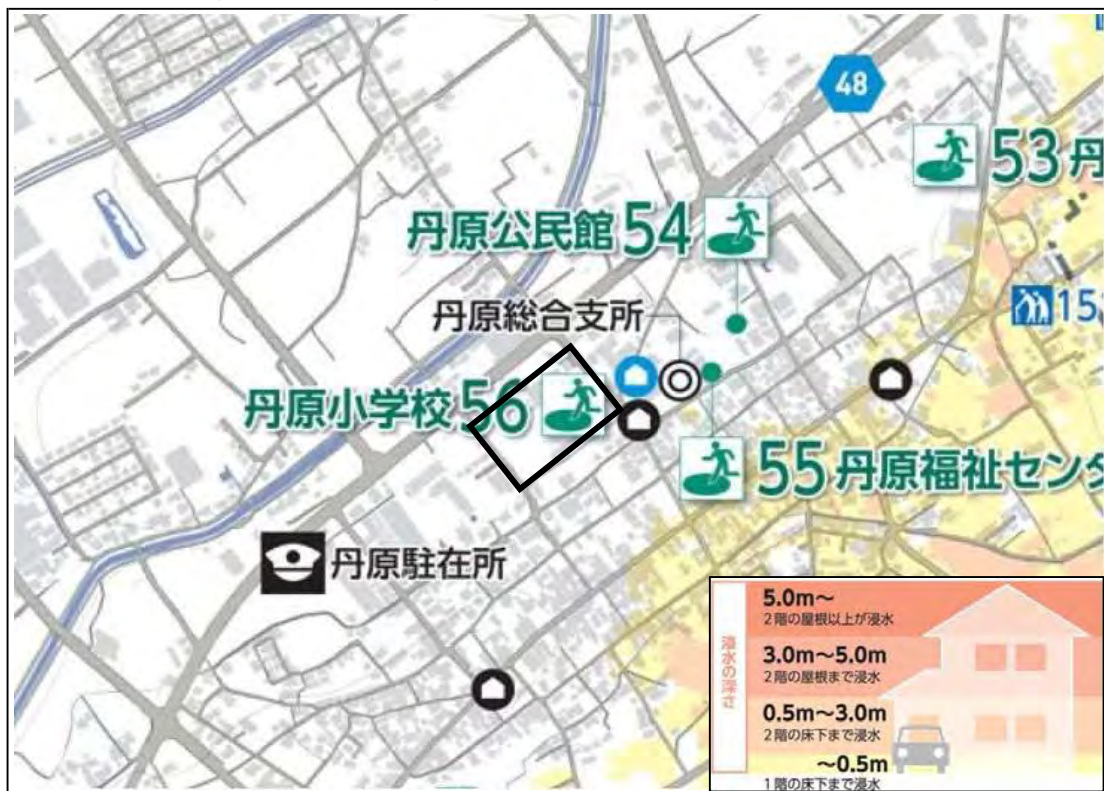 48
53 丹
丹原公民館 54
15
丹原総合支所
丹原小学校 56
55 丹原福祉セン
丹原駐在所
浸水の深さ
5.0m~
2階の屋根以上が浸水
3.0m~5.0m
2階の屋根まで浸水
0.5m~3.0m
2階の床下まで浸水
~0.5m
1階の床下まで浸水